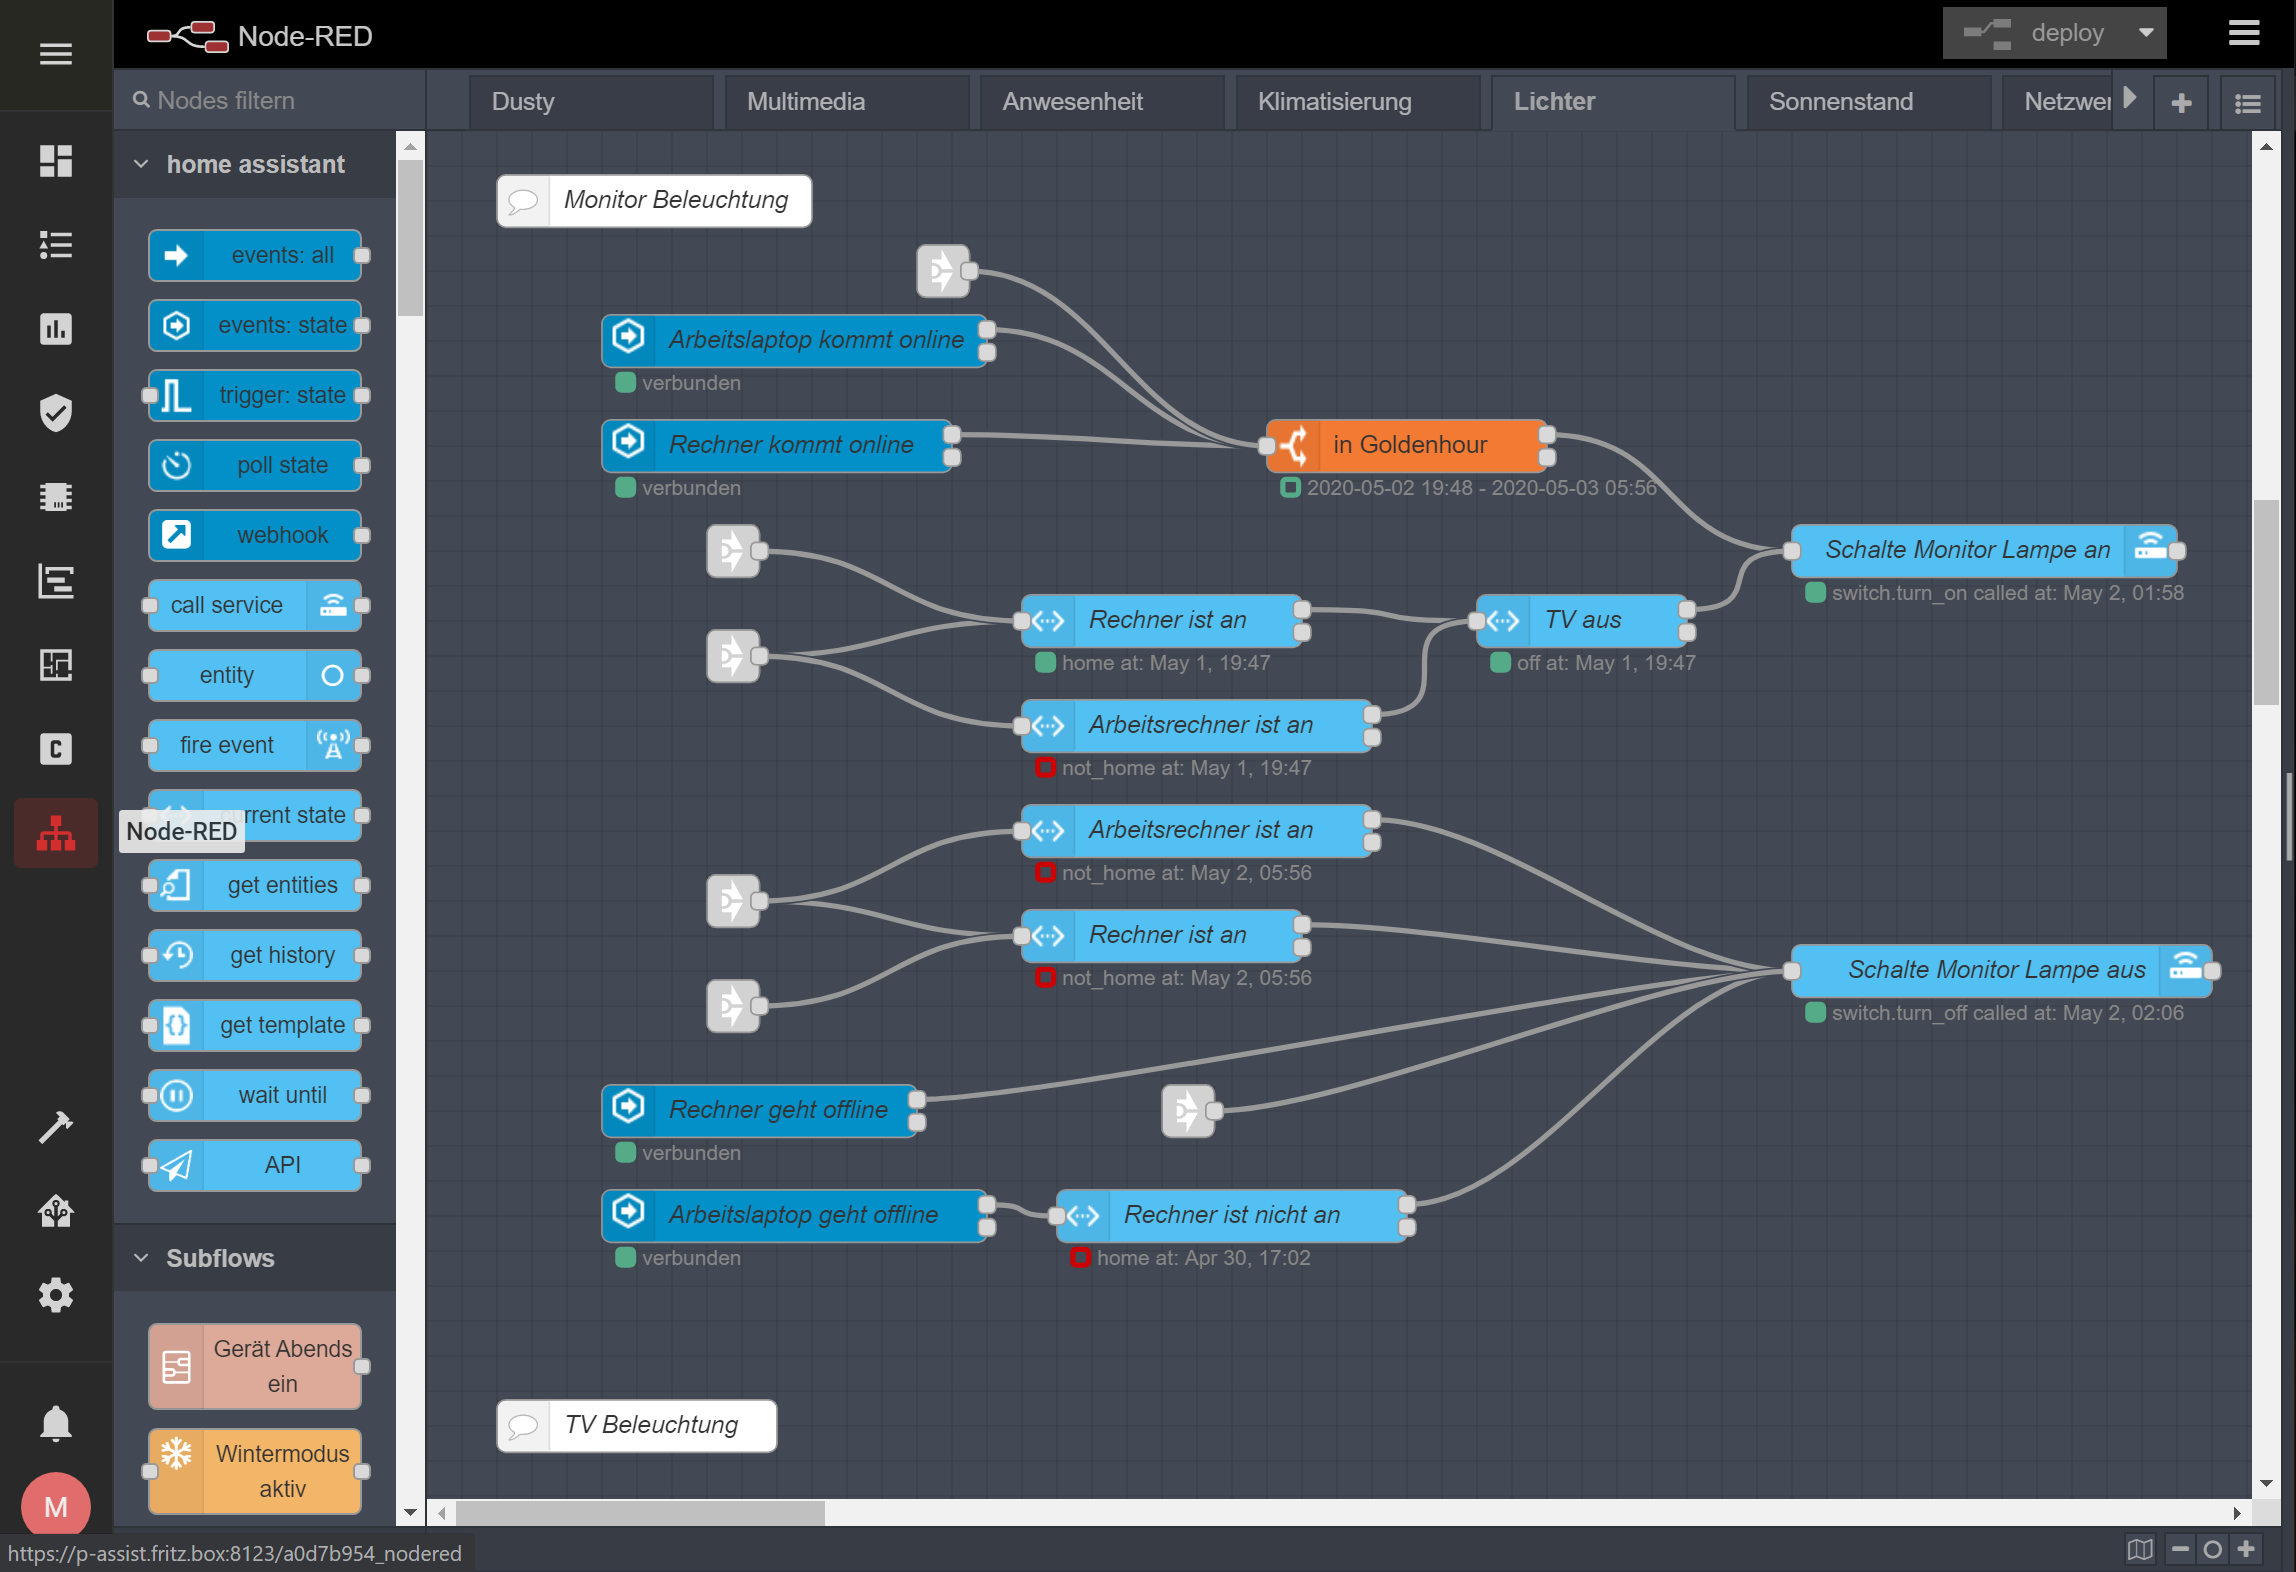 Node-RED
deploy
Nodes filtern
Dusty
Multimedia
Anwesenheit
Klimatisierung
Lichter
Sonnenstand
Netzwer
home assistant
events: all
events: state
trigger: state
poll state
webhook
call service
entity
fire event
rrent state
Node-RED
get entities
get history
get template
wait until
API
Subflows
Gerät Abends
ein
Wintermodus
aktiv
C
M
Monitor Beleuchtung
Arbeitslaptop kommt online
verbunden
Rechner kommt online
verbunden
in Goldenhour
2020-05-02 19:48 - 2020-05-03 05:56
Schalte Monitor Lampe an
switch.turn_on called at: May 2, 01:58
Rechner ist an
home at: May 1, 19:47
TV aus
off at: May 1, 19:47
Arbeitsrechner ist an
not_home at: May 1, 19:47
Arbeitsrechner ist an
not_home at: May 2, 05:56
Rechner ist an
not_home at: May 2, 05:56
Schalte Monitor Lampe aus
switch.turn_off called at: May 2, 02:06
Rechner geht offline
verbunden
Arbeitslaptop geht offline
verbunden
Rechner ist nicht an
home at: Apr 30, 17:02
TV Beleuchtung
https://p-assist.fritz.box:8123/a0d7b954_nodered